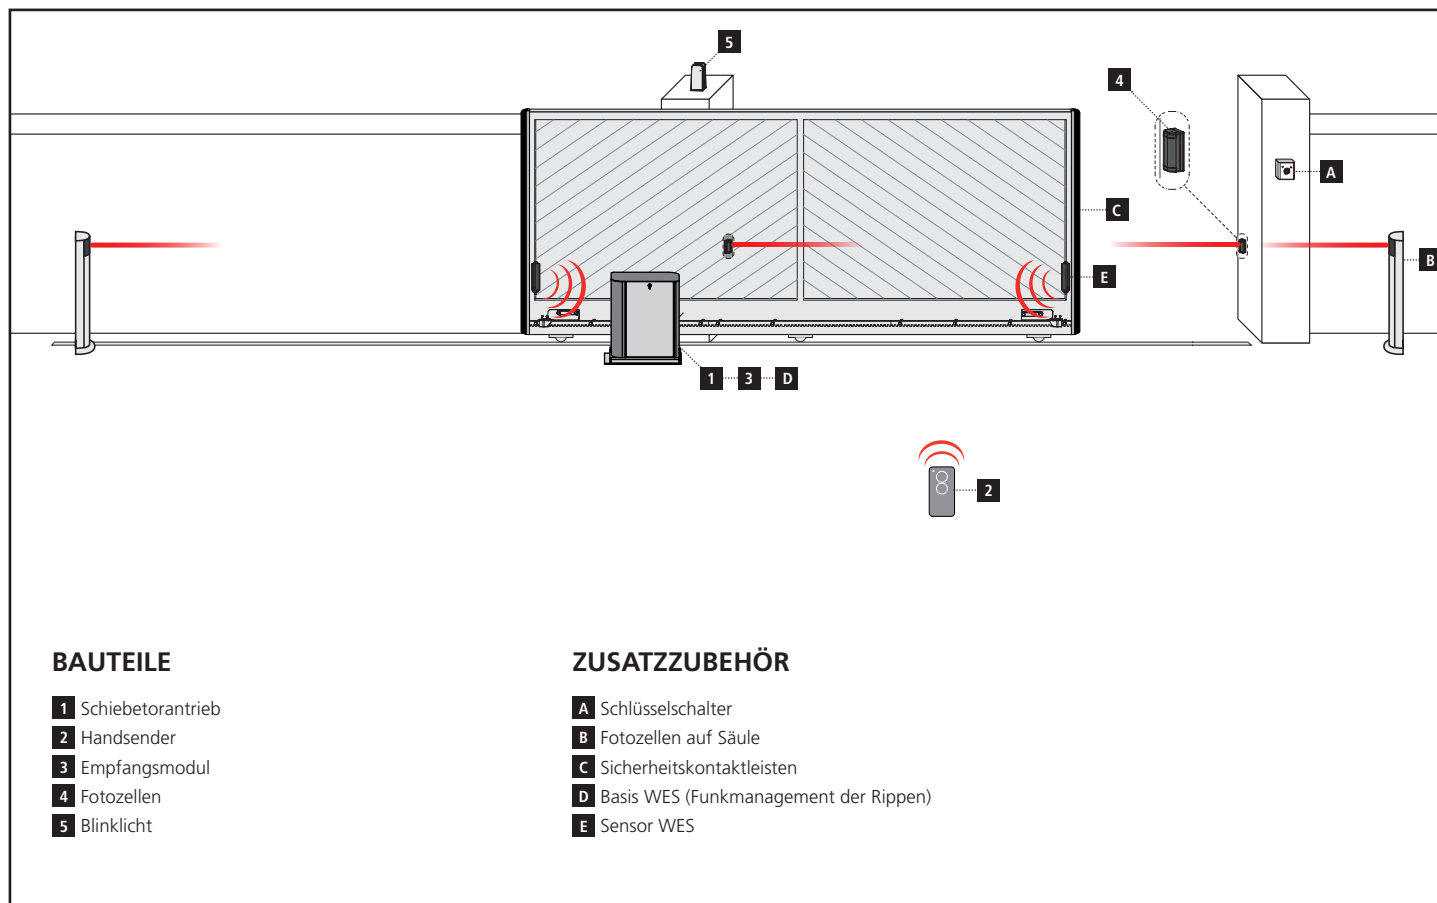 5
4
A
C
E
B
1 3 D
2
BAUTEILE
1 Schiebetorantrieb
2 Handsender
3 Empfangsmodul
4 Fotozellen
5 Blinklicht
ZUSATZZUBEHÖR
A Schlüsselschalter
B Fotozellen auf Säule
C Sicherheitskontaktleisten
D Basis WES (Funkmanagement der Rippen)
E Sensor WES